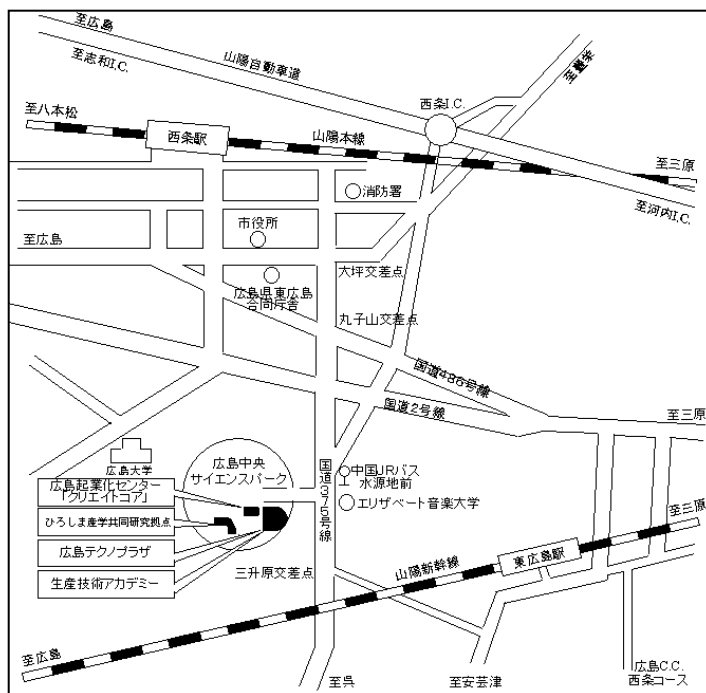 至広島
至志和I.C.
山陽自動車道
至豊栄
西条I.C.
至八本松
西条駅
山陽本線
至三原
至河内I.C.
消防署
市役所
至広島
大坪交差点
広島県東広島
合同庁舎
丸子山交差点
国道486号線
国道2号線
至三原
広島大学
広島中央
サイエンスパーク
国道375号線
中国JRバス
水源地前
エリザベート音楽大学
広島起業化センター
「クリエイトコア」
ひろしま産学共同研究拠点
広島テクノプラザ
生産技術アカデミー
三升原交差点
山陽新幹線
東広島駅
至三原
至広島
至呉
至安芸津
広島C.C.
西条コース